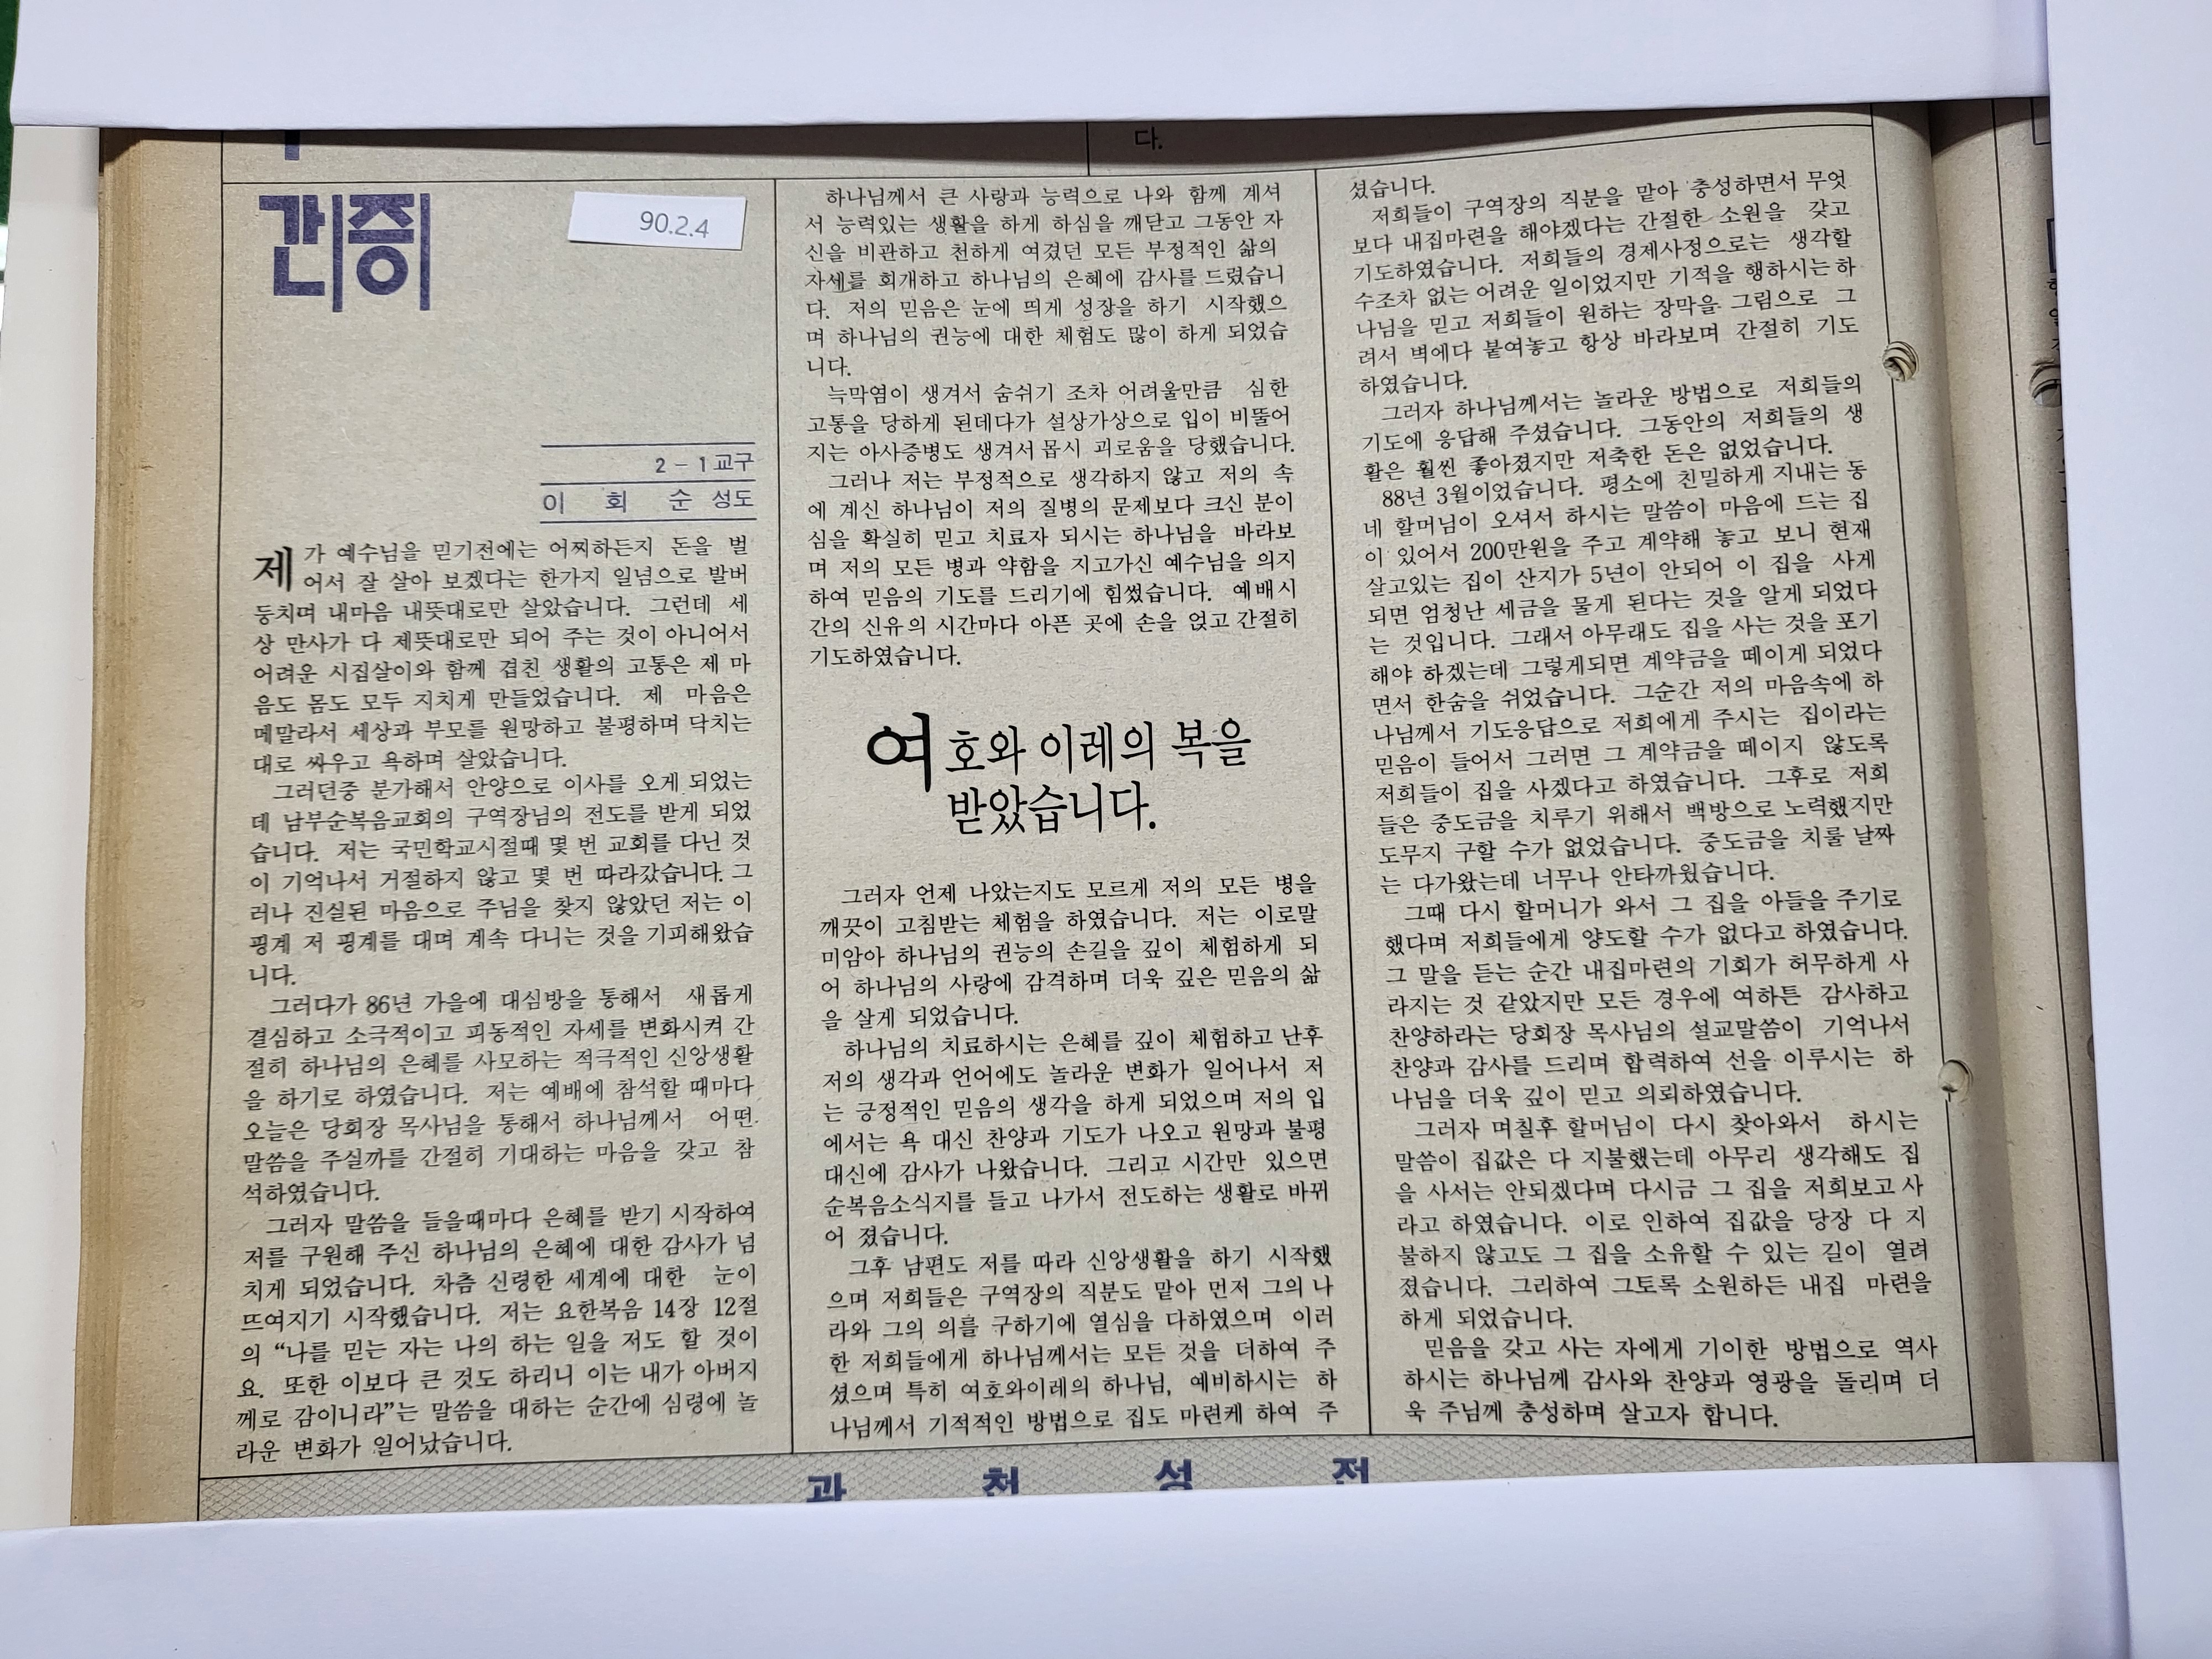 다.
간증
90.2.4
2-1교구
이 회 순 성도
제가 예수님을 믿기전에는 어찌하든지 돈을 벌
어서 잘 살아 보겠다는 한가지 일념으로 발버
둥치며 내마음 내뜻대로만 살았습니다. 그런데 세
상 만사가 다 제뜻대로만 되어 주는 것이 아니어서
어려운 시집살이와 함께 겹친 생활의 고통은 제 마
음도 몸도 모두 지치게 만들었습니다. 제 마음은
메말라서 세상과 부모를 원망하고 불평하며 닥치는
대로 싸우고 욕하며 살았습니다.
그러던중 분가해서 안양으로 이사를 오게 되었는
데 남부순복음교회의 구역장님의 전도를 받게 되었
습니다. 저는 국민학교시절때 몇 번 교회를 다닌 것
이 기억나서 거절하지 않고 몇 번 따라갔습니다. 그
러나 진실된 마음으로 주님을 찾지 않았던 저는 이
핑계 저 핑계를 대며 계속 다니는 것을 기피해왔습
니다.
그러다가 86년 가을에 대심방을 통해서 새롭게
결심하고 소극적이고 피동적인 자세를 변화시켜 간
절히 하나님의 은혜를 사모하는 적극적인 신앙생활
을 하기로 하였습니다. 저는 예배에 참석할 때마다
오늘은 당회장 목사님을 통해서 하나님께서 어떤
말씀을 주실까를 간절히 기대하는 마음을 갖고 참
석하였습니다.
그러자 말씀을 들을때마다 은혜를 받기 시작하여
저를 구원해 주신 하나님의 은혜에 대한 감사가 넘
치게 되었습니다. 차츰 신령한 세계에 대한 눈이
뜨여지기 시작했습니다. 저는 요한복음 14장 12절
의 “나를 믿는 자는 나의 하는 일을 저도 할 것이
요. 또한 이보다 큰 것도 하리니 이는 내가 아버지
께로 감이니라”는 말씀을 대하는 순간에 심령에 놀
라운 변화가 일어났습니다.
하나님께서 큰 사랑과 능력으로 나와 함께 계셔
서 능력있는 생활을 하게 하심을 깨닫고 그동안 자
신을 비관하고 천하게 여겼던 모든 부정적인 삶의
자세를 회개하고 하나님의 은혜에 감사를 드렸습니
다. 저의 믿음은 눈에 띄게 성장을 하기 시작했으
며 하나님의 권능에 대한 체험도 많이 하게 되었습
니다.
늑막염이 생겨서 숨쉬기 조차 어려울만큼 심한
고통을 당하게 된데다가 설상가상으로 입이 비뚤어
지는 아사증병도 생겨서 몹시 괴로움을 당했습니다.
그러나 저는 부정적으로 생각하지 않고 저의 속
에 계신 하나님이 저의 질병의 문제보다 크신 분이
심을 확실히 믿고 치료자 되시는 하나님을 바라보
며 저의 모든 병과 약함을 지고가신 예수님을 의지
하여 믿음의 기도를 드리기에 힘썼습니다. 예배시
간의 신유의 시간마다 아픈 곳에 손을 얹고 간절히
기도하였습니다.
여호와 이레의 복을
받았습니다.
그러자 언제 나았는지도 모르게 저의 모든 병을
깨끗이 고침받는 체험을 하였습니다. 저는 이로말
미암아 하나님의 권능의 손길을 깊이 체험하게 되
어 하나님의 사랑에 감격하며 더욱 깊은 믿음의 삶
을 살게 되었습니다.
하나님의 치료하시는 은혜를 깊이 체험하고 난후
저의 생각과 언어에도 놀라운 변화가 일어나서 저
는 긍정적인 믿음의 생각을 하게 되었으며 저의 입
에서는 욕 대신 찬양과 기도가 나오고 원망과 불평
대신에 감사가 나왔습니다. 그리고 시간만 있으면
순복음소식지를 들고 나가서 전도하는 생활로 바뀌
어 졌습니다.
그후 남편도 저를 따라 신앙생활을 하기 시작했
으며 저희들은 구역장의 직분도 맡아 먼저 그의 나
라와 그의 의를 구하기에 열심을 다하였으며 이러
한 저희들에게 하나님께서는 모든 것을 더하여 주
셨으며 특히 여호와이레의 하나님, 예비하시는 하
나님께서 기적적인 방법으로 집도 마련케 하여 주
셨습니다.
저희들이 구역장의 직분을 맡아 충성하면서 무엇
보다 내집마련을 해야겠다는 간절한 소원을 갖고
기도하였습니다. 저희들의 경제사정으로는 생각할
수조차 없는 어려운 일이었지만 기적을 행하시는 하
나님을 믿고 저희들이 원하는 장막을 그림으로 그
려서 벽에다 붙여놓고 항상 바라보며 간절히 기도
하였습니다.
그러자 하나님께서는 놀라운 방법으로 저희들의
기도에 응답해 주셨습니다. 그동안의 저희들의 생
활은 훨씬 좋아졌지만 저축한 돈은 없었습니다.
88년 3월이었습니다. 평소에 친밀하게 지내는 동
네 할머님이 오셔서 하시는 말씀이 마음에 드는 집
이 있어서 200만원을 주고 계약해 놓고 보니 현재
살고있는 집이 산지가 5년이 안되어 이 집을 사게
되면 엄청난 세금을 물게 된다는 것을 알게 되었다
는 것입니다. 그래서 아무래도 집을 사는 것을 포기
해야 하겠는데 그렇게되면 계약금을 떼이게 되었다
면서 한숨을 쉬었습니다. 그순간 저의 마음속에 하
나님께서 기도응답으로 저희에게 주시는 집이라는
믿음이 들어서 그러면 그 계약금을 떼이지 않도록
저희들이 집을 사겠다고 하였습니다. 그후로 저희
들은 중도금을 치루기 위해서 백방으로 노력했지만
도무지 구할 수가 없었습니다. 중도금을 치룰 날짜
는 다가왔는데 너무나 안타까웠습니다.
그때 다시 할머니가 와서 그 집을 아들을 주기로
했다며 저희들에게 양도할 수가 없다고 하였습니다.
그 말을 듣는 순간 내집마련의 기회가 허무하게 사
라지는 것 같았지만 모든 경우에 여하튼 감사하고
찬양하라는 당회장 목사님의 설교말씀이 기억나서
찬양과 감사를 드리며 합력하여 선을 이루시는 하
나님을 더욱 깊이 믿고 의뢰하였습니다.
그러자 며칠후 할머님이 다시 찾아와서 하시는
말씀이 집값은 다 지불했는데 아무리 생각해도 집
을 사서는 안되겠다며 다시금 그 집을 저희보고 사
라고 하였습니다. 이로 인하여 집값을 당장 다 지
불하지 않고도 그 집을 소유할 수 있는 길이 열려
졌습니다. 그리하여 그토록 소원하든 내집 마련을
하게 되었습니다.
믿음을 갖고 사는 자에게 기이한 방법으로 역사
하시는 하나님께 감사와 찬양과 영광을 돌리며 더
욱 주님께 충성하며 살고자 합니다.
과 천 성 전